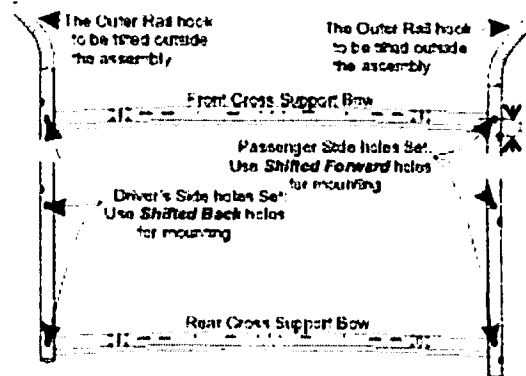 The Outer Rail hook
to be tilted outside
the assembly
The Outer Rail hook
to be tilted outside
the assembly
Front Cross Support Bow
Passenger Side holes Set:
Use Shifted Forward holes
for mounting
Driver's Side holes Set:
Use Shifted Back holes
for mounting
Rear Cross Support Bow